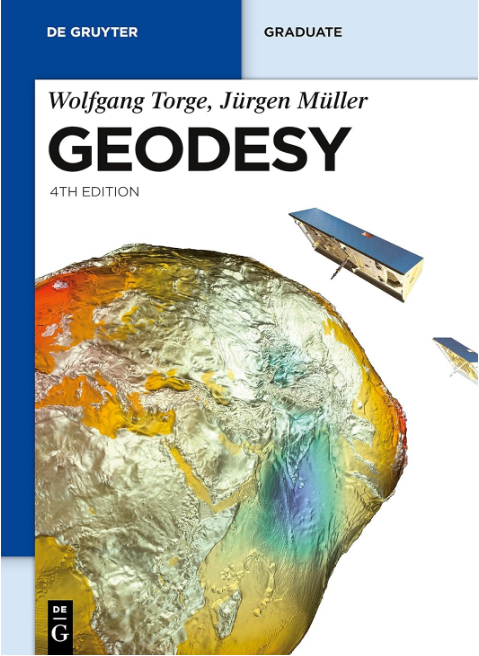 DE GRUYTER
GRADUATE
Wolfgang Torge, Jürgen Müller
GEODESY
4TH EDITION
DE
G